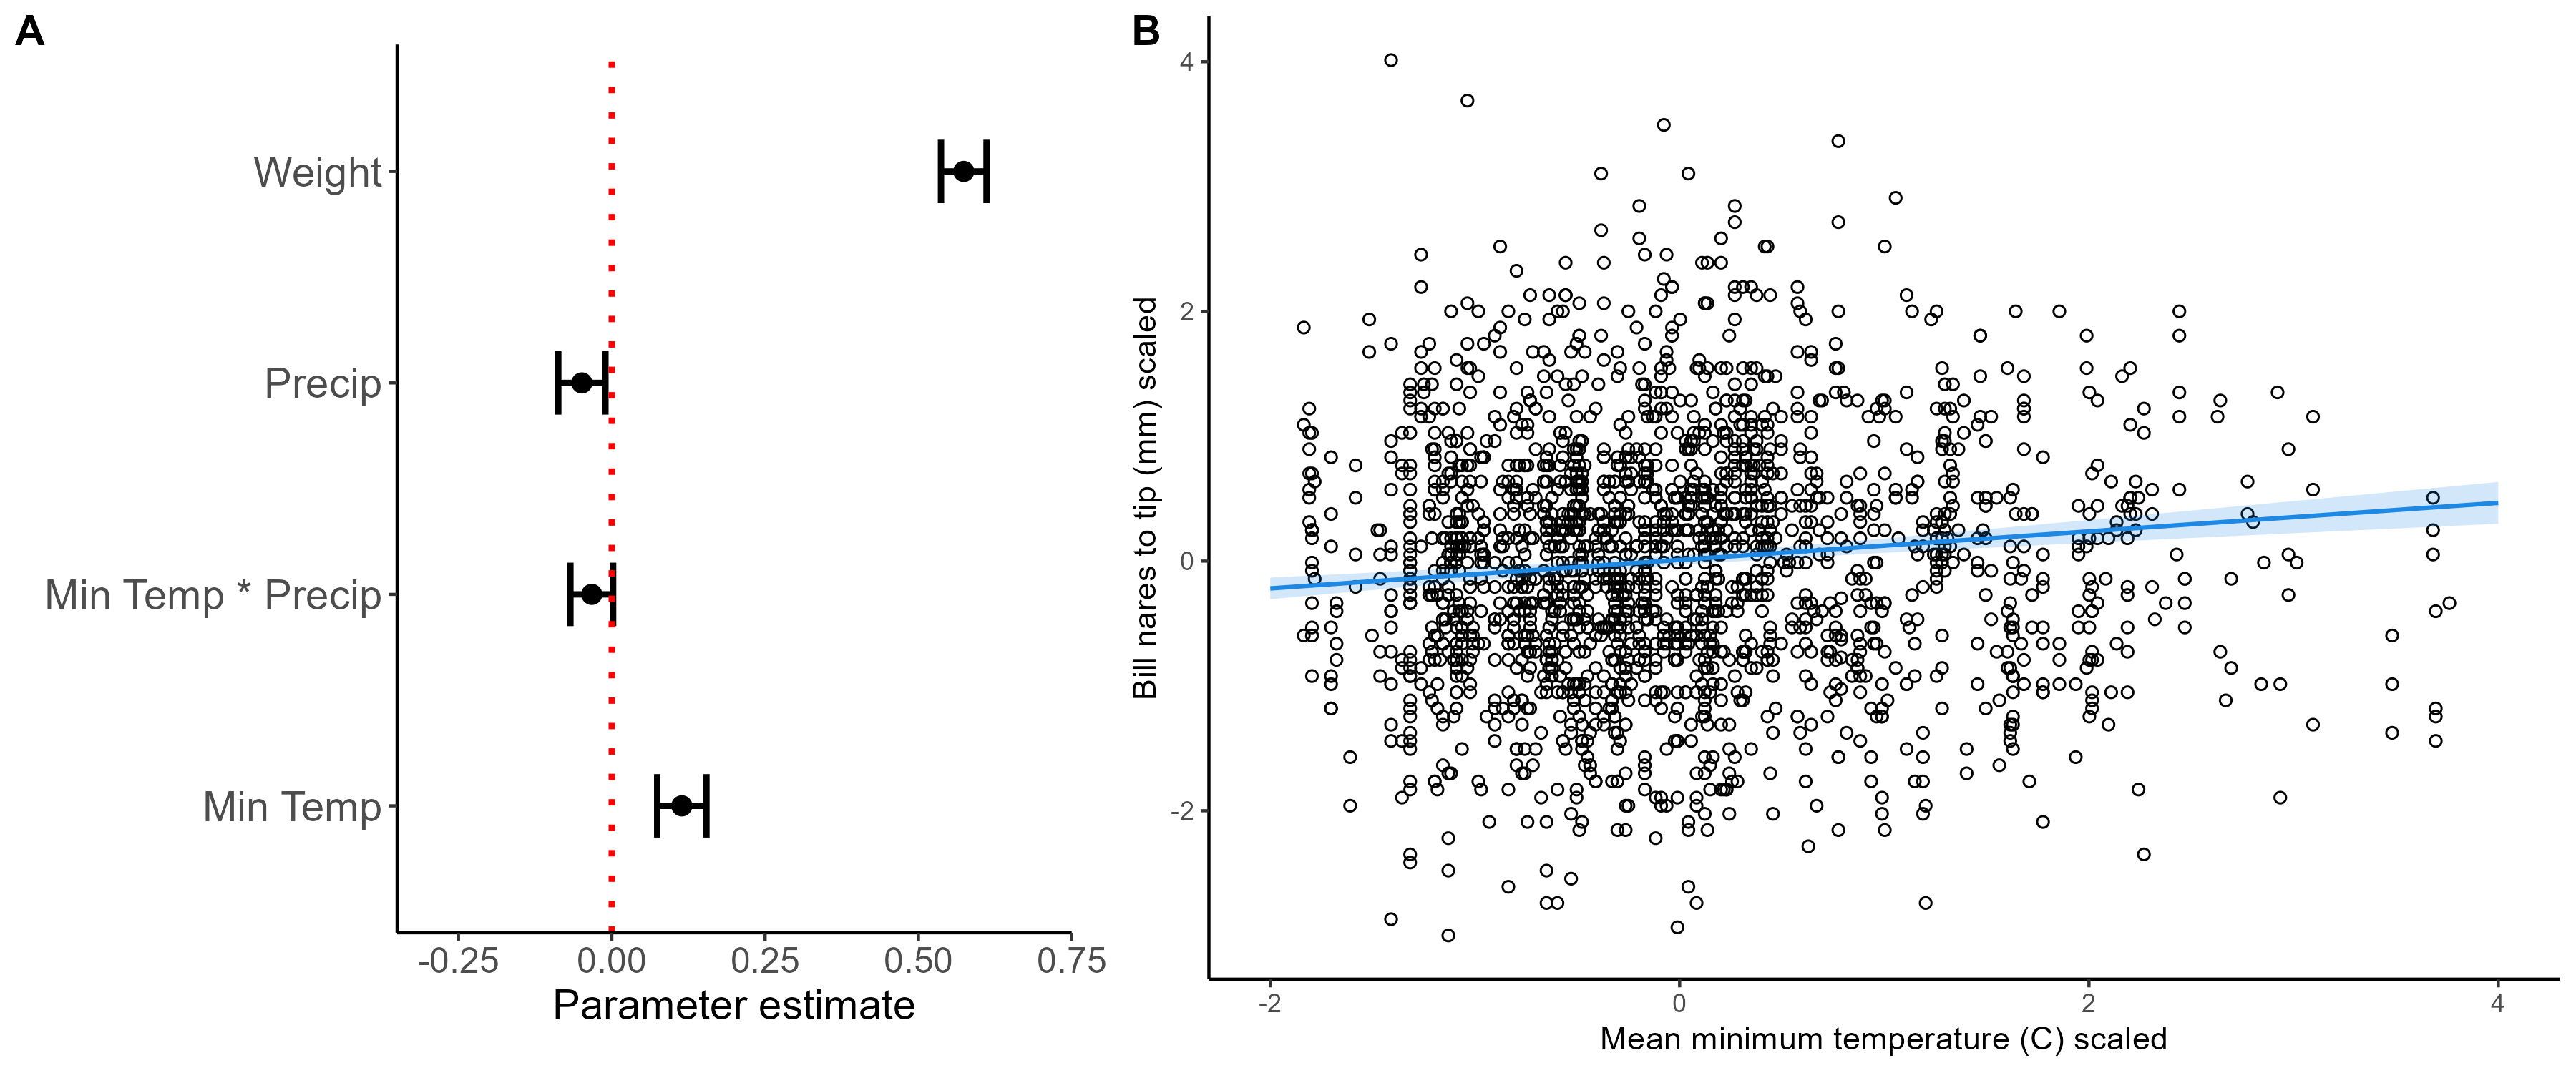 A
Weight
Precip
Min Temp * Precip
Min Temp
-0.25 0.00 0.25 0.50 0.75
Parameter estimate
B
4
2
0
-2
Bill nares to tip (mm) scaled
-2 0 2 4
Mean minimum temperature (C) scaled